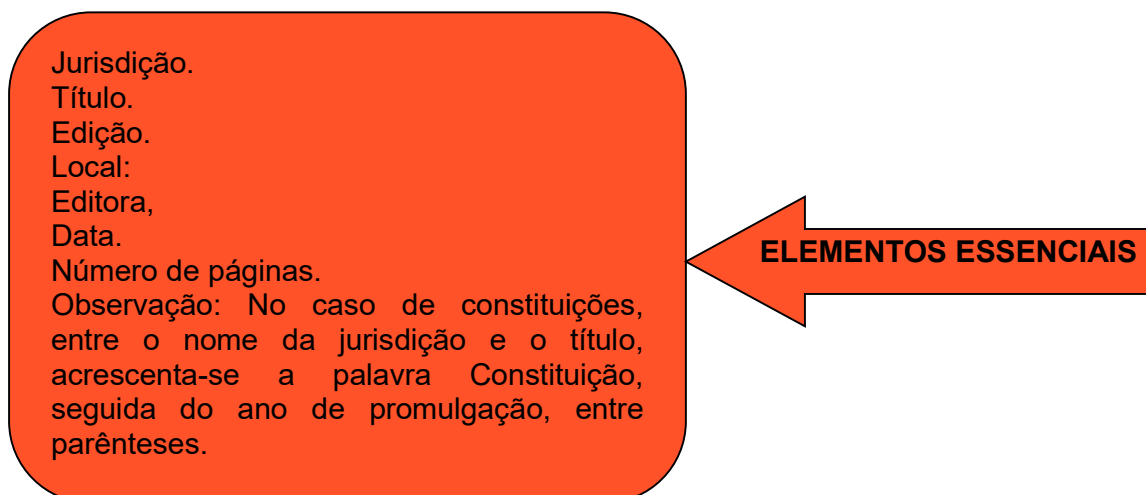 Jurisdição.
Título.
Edição.
Local:
Editora,
Data.
Número de páginas.
Observação: No caso de constituições,
entre o nome da jurisdição e o título,
acrescenta-se a palavra Constituição,
seguida do ano de promulgação, entre
parênteses.
ELEMENTOS ESSENCIAIS